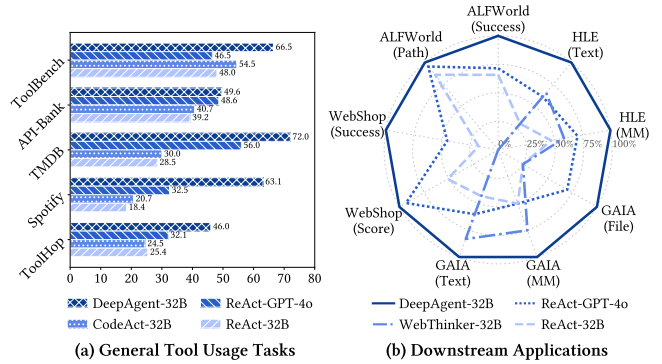 ToolBench
API-Bank
TMDB
Spotify
ToolHop
66.5
46.5
54.5
48.0
49.6
48.6
40.7
39.2
72.0
56.0
30.0
28.5
63.1
32.5
20.7
18.4
46.0
32.1
24.5
25.4
0 10 20 30 40 50 60 70 80
DeepAgent-32B ReAct-GPT-4o
CodeAct-32B ReAct-32B
(a) General Tool Usage Tasks
ALFWorld
(Success)
HLE
(Text)
HLE
(MM)
GAIA
(File)
GAIA
(MM)
GAIA
(Text)
WebShop
(Score)
WebShop
(Success)
ALFWorld
(Path)
0% 25% 50% 75% 100%
DeepAgent-32B ReAct-GPT-4o
WebThinker-32B ReAct-32B
(b) Downstream Applications